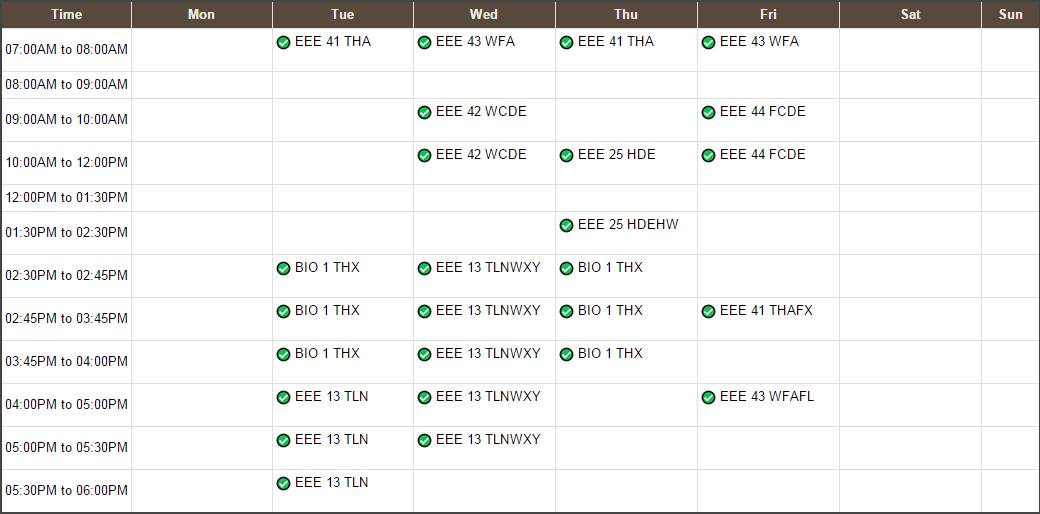 Time Mon Tue Wed Thu Fri Sat Sun
07:00AM to 08:00AM EEE 41 THA EEE 43 WFA EEE 41 THA EEE 43 WFA
08:00AM to 09:00AM
09:00AM to 10:00AM EEE 42 WCDE EEE 44 FCDE
10:00AM to 12:00PM EEE 42 WCDE EEE 25 HDE EEE 44 FCDE
12:00PM to 01:30PM
01:30PM to 02:30PM EEE 25 HDEHW
02:30PM to 02:45PM BIO 1 THX EEE 13 TLNWXY BIO 1 THX
02:45PM to 03:45PM BIO 1 THX EEE 13 TLNWXY BIO 1 THX EEE 41 THAFX
03:45PM to 04:00PM BIO 1 THX EEE 13 TLNWXY BIO 1 THX
04:00PM to 05:00PM EEE 13 TLN EEE 13 TLNWXY EEE 43 WFAFL
05:00PM to 05:30PM EEE 13 TLN EEE 13 TLNWXY
05:30PM to 06:00PM EEE 13 TLN